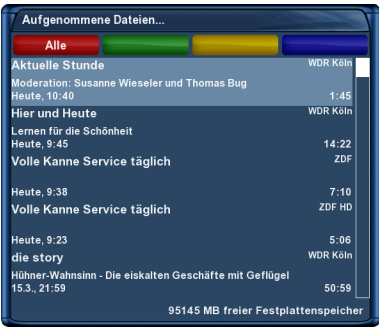 Aufgenommene Dateien...
Alle
Aktuelle Stunde WDR Köln
Moderation: Susanne Wieseler und Thomas Bug
Heute, 10:40 1:45
Hier und Heute WDR Köln
Lernen für die Schönheit
Heute, 9:45 14:22
Volle Kanne Service täglich ZDF
Heute, 9:38 7:10
Volle Kanne Service täglich ZDF HD
Heute, 9:23 5:06
die story WDR Köln
Hühner-Wahnsinn - Die eiskalten Geschäfte mit Geflügel
15.3., 21:59 50:59
95145 MB freier Festplattenspeicher